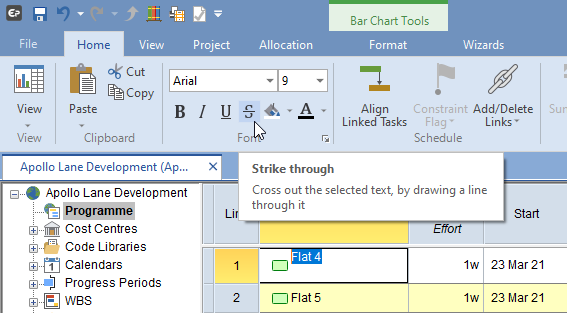 EP
Bar Chart Tools
File Home View Project Allocation Format Wizards
View
Paste
Cut
Copy
Arial 9
B I U S A
Align
Linked Tasks
Constraint
Flag
Add/Delete
Links
Clipboard Font Schedule
Apollo Lane Development (Ap... X
Strike through
Cross out the selected text, by drawing a line
through it
Apollo Lane Development
Programme
Cost Centres
Code Libraries
Calendars
Progress Periods
WBS
Effort Start
1 Flat 4 1w 23 Mar 21
2 Flat 5 1w 23 Mar 21